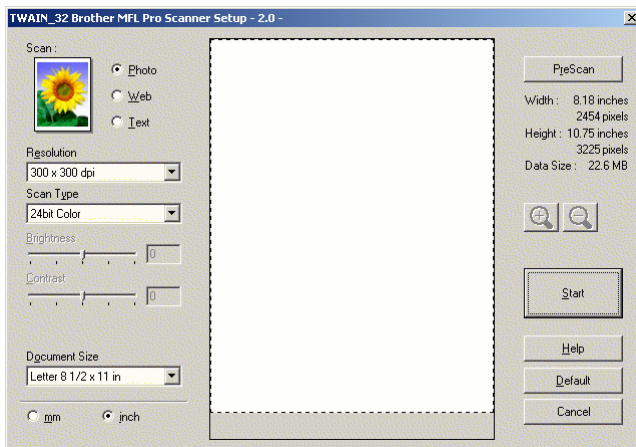 TWAIN_32 Brother MFL Pro Scanner Setup - 2.0 -
Scan :
Photo
Web
Text
Resolution
300 x 300 dpi
Scan Type
24bit Color
Brightness
0
Contrast
0
Document Size
Letter 8 1/2 x 11 in
mm
inch
PreScan
Width : 8.18 inches
2454 pixels
Height : 10.75 inches
3225 pixels
Data Size : 22.6 MB
Start
Help
Default
Cancel